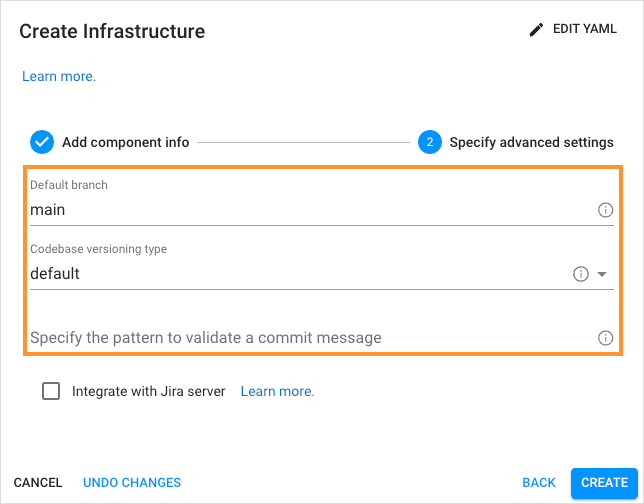 Create Infrastructure
EDIT YAML
Learn more.
Add component info
2
Specify advanced settings
Default branch
main
Codebase versioning type
default
Specify the pattern to validate a commit message
Integrate with Jira server
Learn more.
CANCEL
UNDO CHANGES
BACK
CREATE